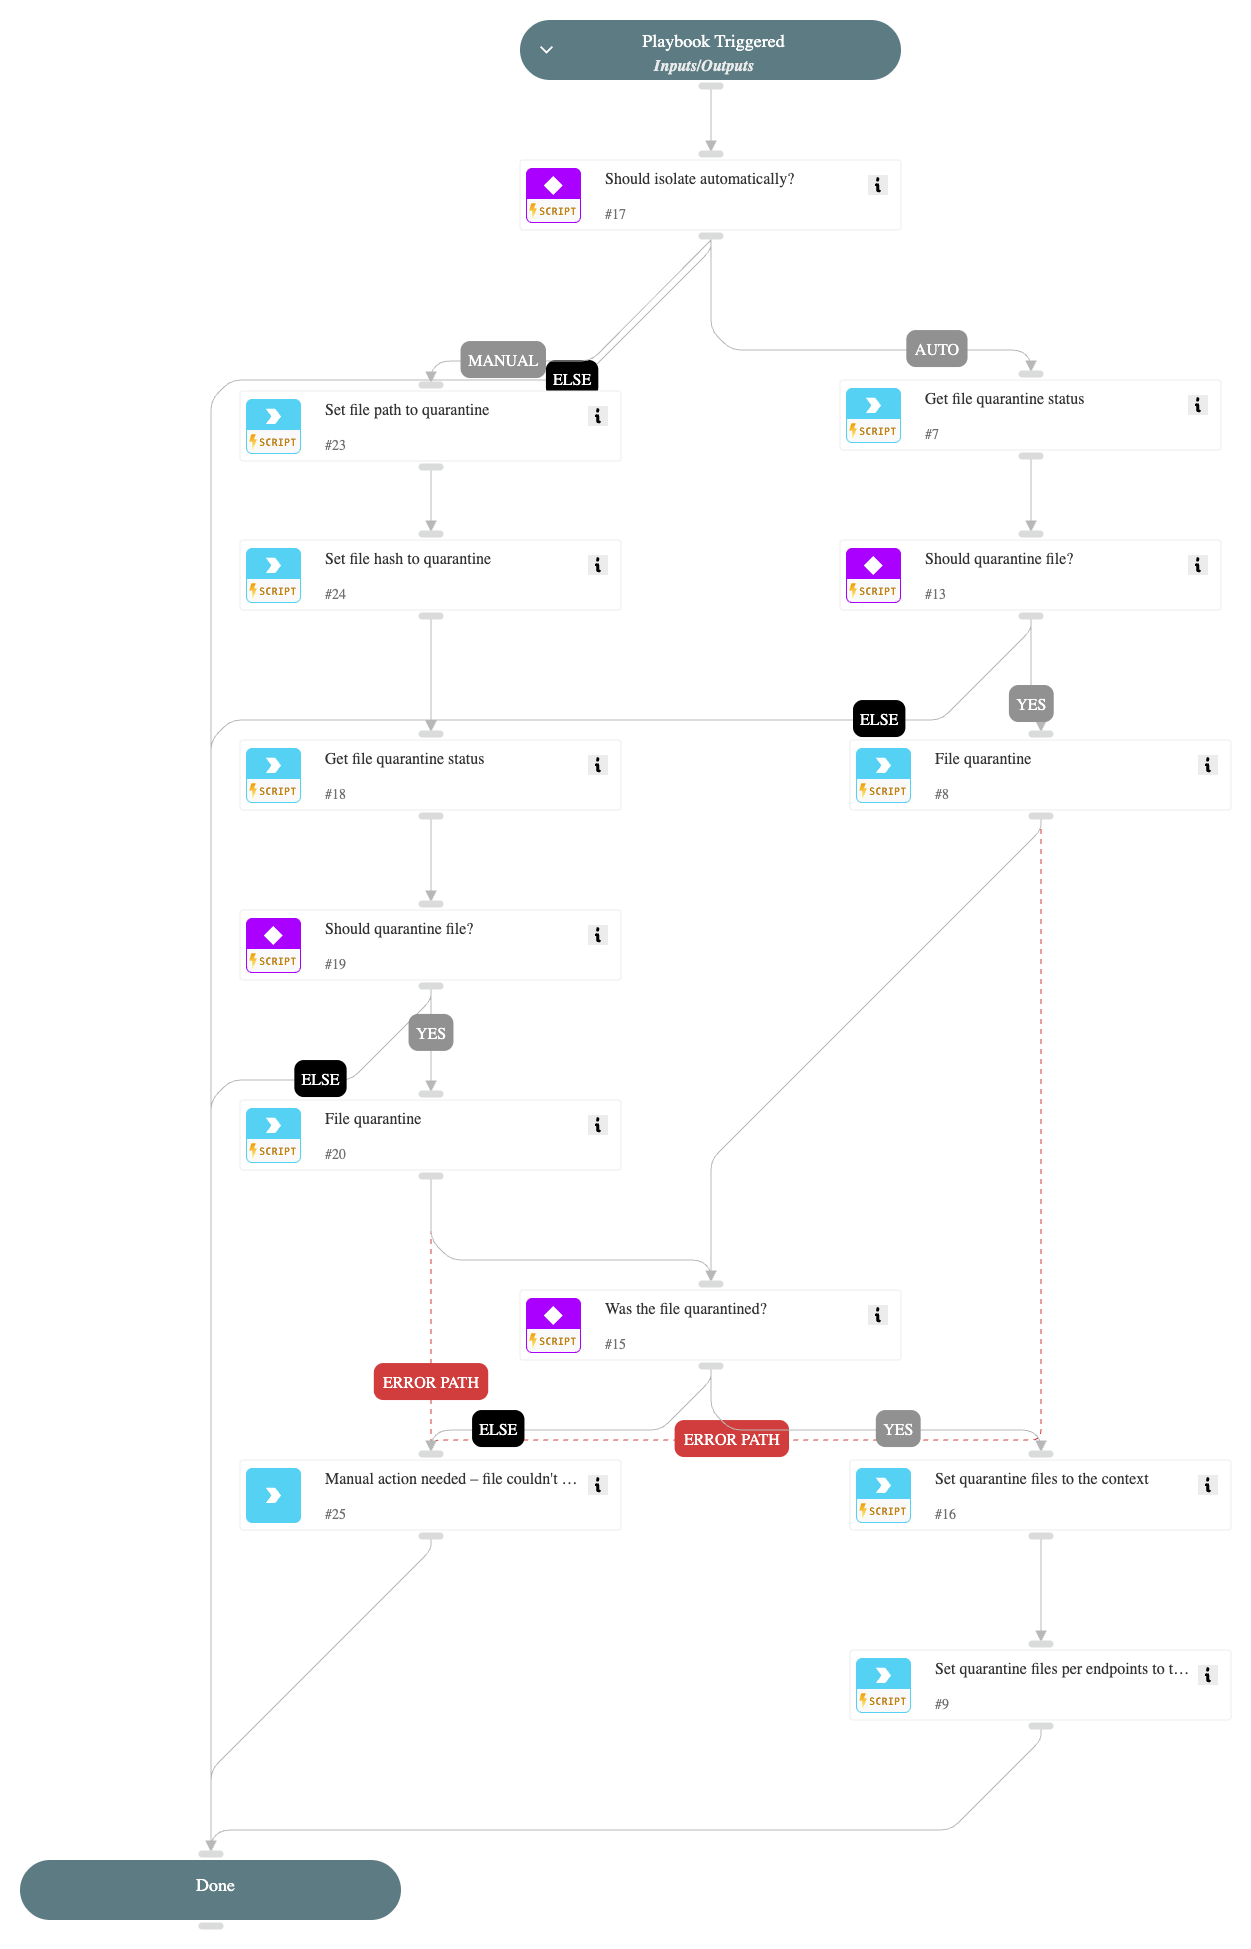 Playbook Triggered
Inputs/Outputs
Should isolate automatically?
SCRIPT
#17
MANUAL
AUTO
ELSE
Set file path to quarantine
SCRIPT
#23
Get file quarantine status
SCRIPT
#7
Set file hash to quarantine
SCRIPT
#24
Should quarantine file?
SCRIPT
#13
YES
ELSE
Get file quarantine status
SCRIPT
#18
File quarantine
SCRIPT
#8
Should quarantine file?
SCRIPT
#19
YES
ELSE
File quarantine
SCRIPT
#20
Was the file quarantined?
SCRIPT
#15
ERROR PATH
ELSE
ERROR PATH
YES
Manual action needed – file couldn't ...
#25
Set quarantine files to the context
SCRIPT
#16
Set quarantine files per endpoints to t...
SCRIPT
#9
Done